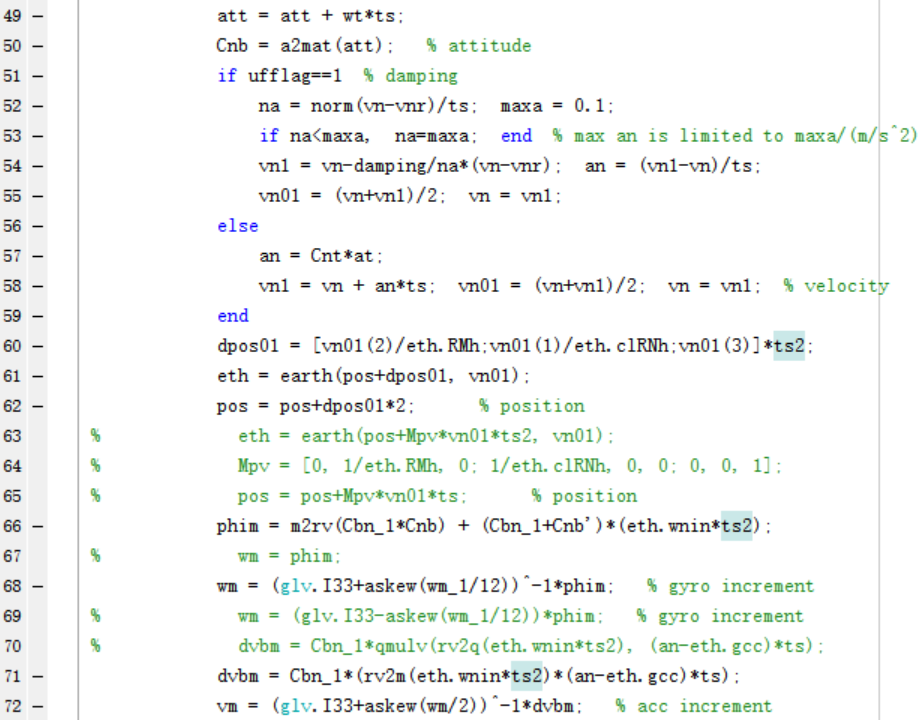 49 – att = att + wt*ts;
50 – Cnb = a2mat(att);   % attitude
51 – if ufflag==1  % damping
52 – na = norm(vn-vnr)/ts;  maxa = 0.1;
53 – if na<maxa,  na=maxa;  end  % max an is limited to maxa/(m/s^2)
54 – vn1 = vn-damping/na*(vn-vnr);  an = (vn1-vn)/ts;
55 – vn01 = (vn+vn1)/2;  vn = vn1;
56 – else
57 – an = Cnt*at;
58 – vn1 = vn + an*ts;  vn01 = (vn+vn1)/2;  vn = vn1;  % velocity
59 – end
60 – dpos01 = [vn01(2)/eth.RMh;vn01(1)/eth.clRNh;vn01(3)]*ts2;
61 – eth = earth(pos+dpos01, vn01);
62 – pos = pos+dpos01*2;      % position
63 % eth = earth(pos+Mpv*vn01*ts2, vn01);
64 % Mpv = [0, 1/eth.RMh, 0; 1/eth.clRNh, 0, 0; 0, 0, 1];
65 % pos = pos+Mpv*vn01*ts;      % position
66 – phim = m2rv(Cbn_1*Cnb) + (Cbn_1+Cnb')*(eth.wnin*ts2);
67 % wm = phim;
68 – wm = (glv.I33+askew(wm_1/12))^-1*phim;   % gyro increment
69 % wm = (glv.I33-askew(wm_1/12))*phim;   % gyro increment
70 % dvbm = Cbn_1*qmulv(rv2q(eth.wnin*ts2), (an-eth.gcc)*ts);
71 – dvbm = Cbn_1*(rv2m(eth.wnin*ts2)*(an-eth.gcc)*ts);
72 – vm = (glv.I33+askew(wm/2))^-1*dvbm;   % acc increment